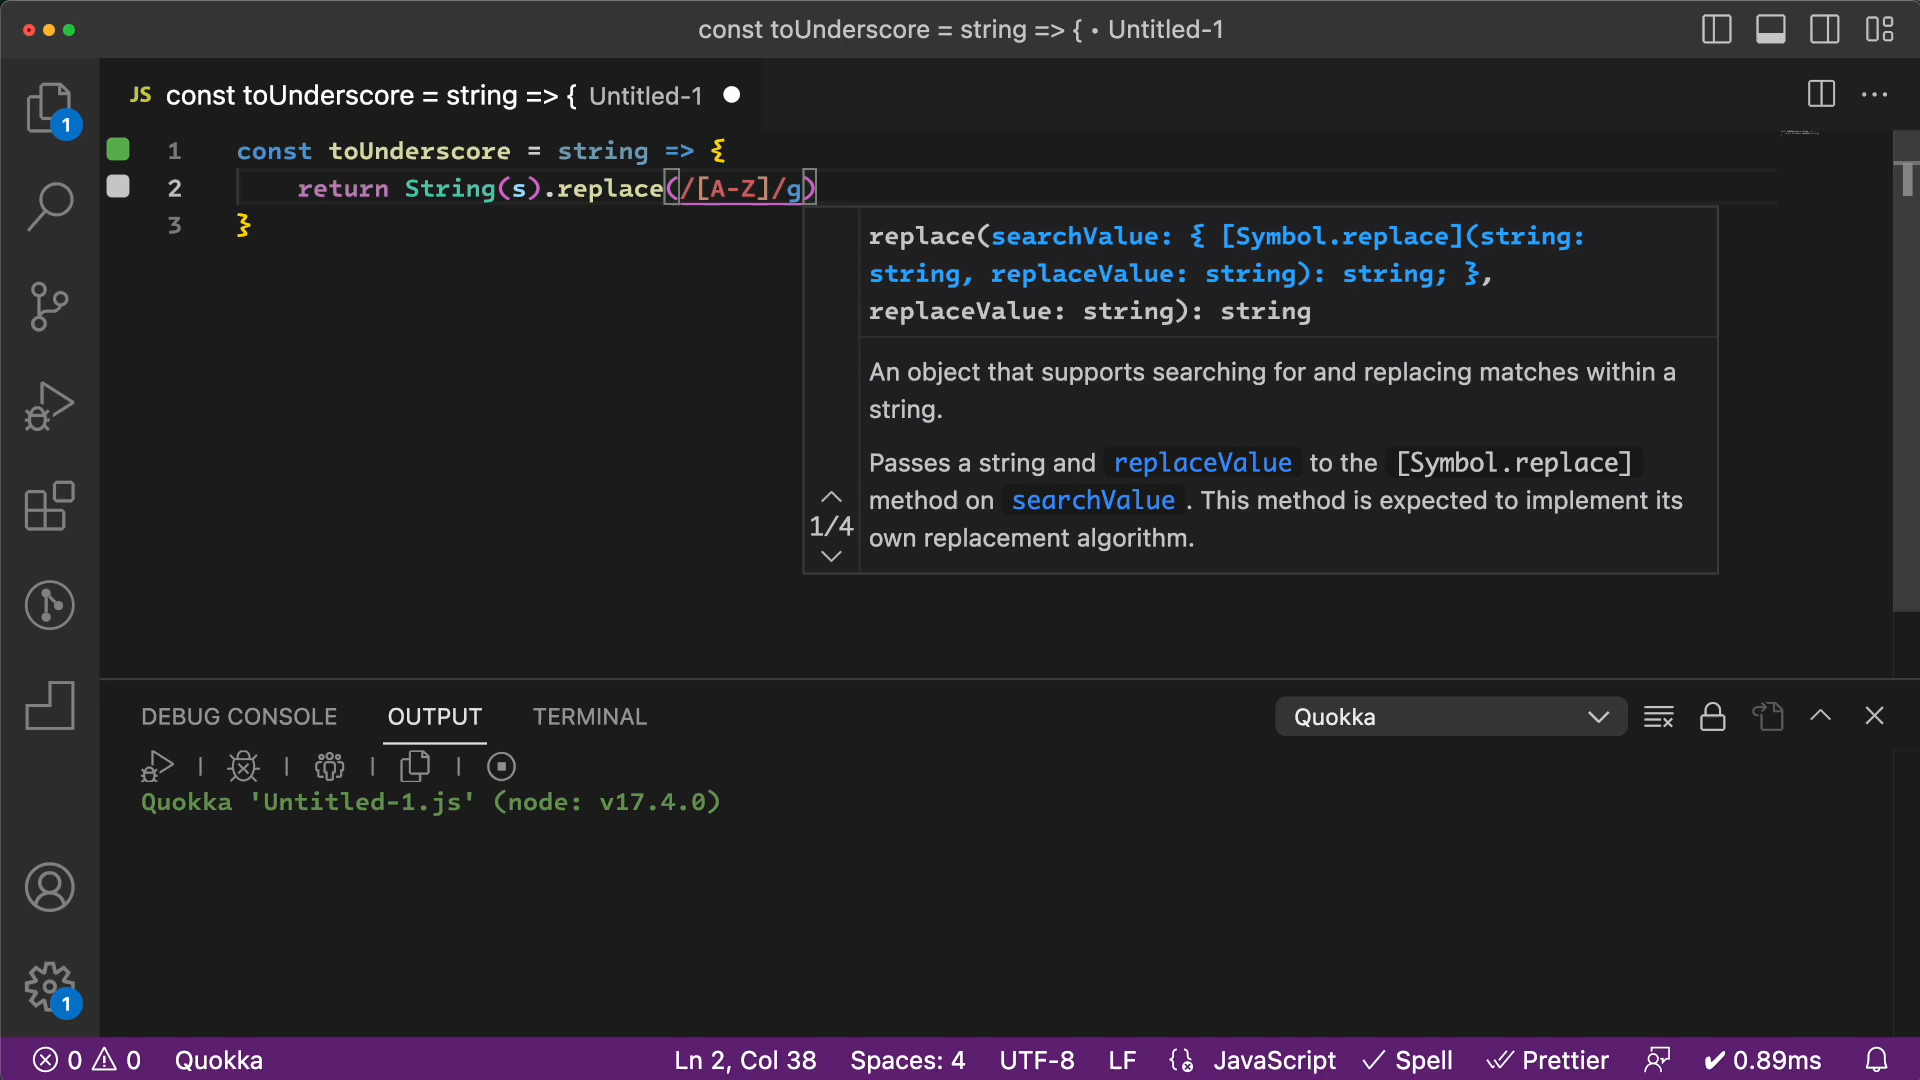 const toUnderscore = string => { • Untitled-1
JS const toUnderscore = string => { Untitled-1
1 const toUnderscore = string => {
2 return String(s).replace(/[A-Z]/g)
3 }
replace(searchValue: { [Symbol.replace](string:
string, replaceValue: string): string; },
replaceValue: string): string
An object that supports searching for and replacing matches within a
string.
Passes a string and replaceValue to the [Symbol.replace]
method on searchValue. This method is expected to implement its
own replacement algorithm.
1/4
1
DEBUG CONSOLE OUTPUT TERMINAL
Quokka
Quokka 'Untitled-1.js' (node: v17.4.0)
1
0 0 Quokka Ln 2, Col 38 Spaces: 4 UTF-8 LF JavaScript Spell Prettier 0.89ms